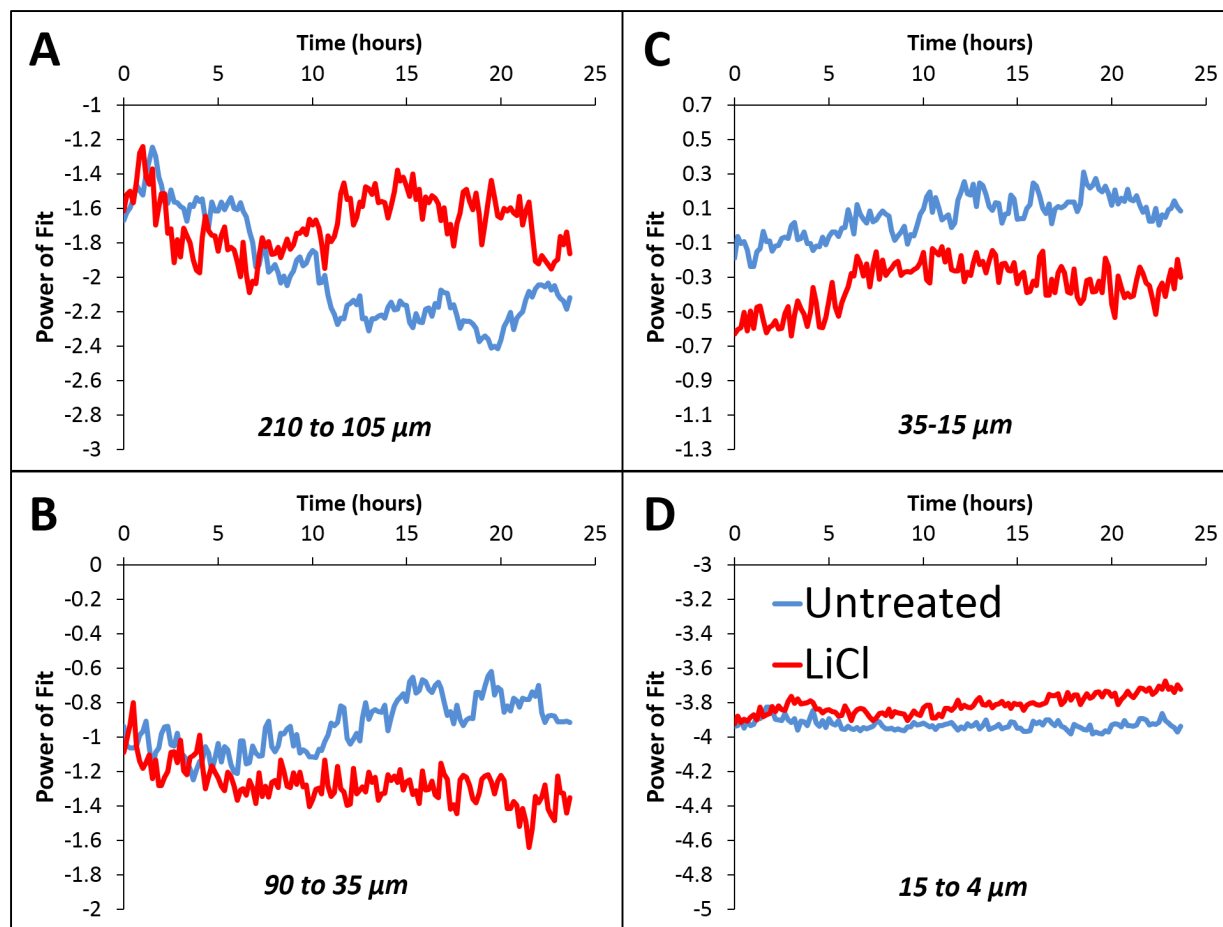 A
Time (hours)
0 5 10 15 20 25
-1
-1.2
-1.4
-1.6
-1.8
-2
-2.2
-2.4
-2.6
-2.8
-3
Power of Fit
210 to 105 µm
C
Time (hours)
0 5 10 15 20 25
0.7
0.5
0.3
0.1
-0.1
-0.3
-0.5
-0.7
-0.9
-1.1
-1.3
Power of Fit
35-15 µm
B
Time (hours)
0 5 10 15 20 25
0
-0.2
-0.4
-0.6
-0.8
-1
-1.2
-1.4
-1.6
-1.8
-2
Power of Fit
90 to 35 µm
D
Time (hours)
0 5 10 15 20 25
-3
-3.2
-3.4
-3.6
-3.8
-4
-4.2
-4.4
-4.6
-4.8
-5
Power of Fit
Untreated
LiCl
15 to 4 µm